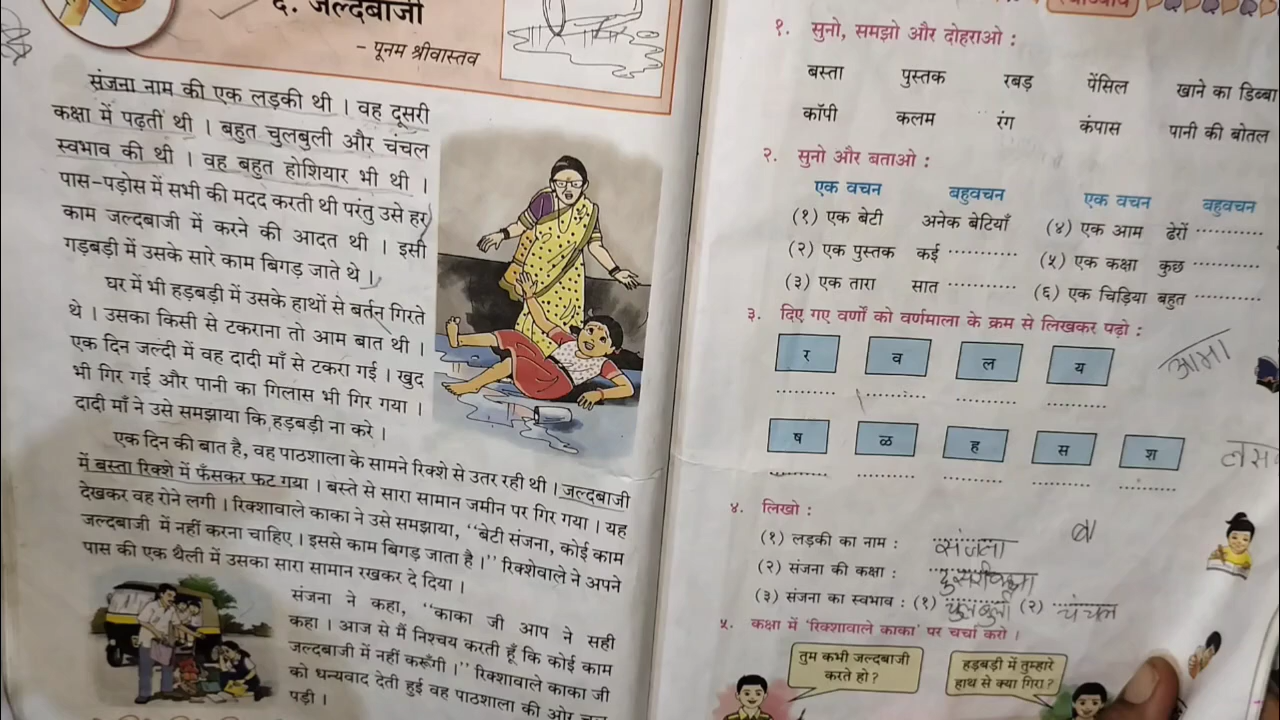 ८. जल्दबाजी
- पूनम श्रीवास्तव
संजना नाम की एक लड़की थी । वह दूसरी
कक्षा में पढ़ती थी । बहुत चुलबुली और चंचल
स्वभाव की थी । वह बहुत होशियार भी थी ।
पास-पड़ोस में सभी की मदद करती थी परंतु उसे हर
काम जल्दबाजी में करने की आदत थी । इसी
गड़बड़ी में उसके सारे काम बिगड़ जाते थे ।
घर में भी हड़बड़ी में उसके हाथों से बर्तन गिरते
थे । उसका किसी से टकराना तो आम बात थी ।
एक दिन जल्दी में वह दादी माँ से टकरा गई । खुद
भी गिर गई और पानी का गिलास भी गिर गया ।
दादी माँ ने उसे समझाया कि हड़बड़ी ना करे ।
एक दिन की बात है, वह पाठशाला के सामने रिक्शे से उतर रही थी । जल्दबाजी
में बस्ता रिक्शे में फँसकर फट गया । बस्ते से सारा सामान जमीन पर गिर गया । यह
देखकर वह रोने लगी । रिक्शावाले काका ने उसे समझाया, ‘‘बेटी संजना, कोई काम
जल्दबाजी में नहीं करना चाहिए । इससे काम बिगड़ जाता है ।’’ रिक्शेवाले ने अपने
पास की एक थैली में उसका सारा सामान रखकर दे दिया ।
संजना ने कहा, ‘‘काका जी आप ने सही
कहा । आज से मैं निश्चय करती हूँ कि कोई काम
जल्दबाजी में नहीं करूँगी ।’’ रिक्शावाले काका जी
को धन्यवाद देती हुई वह पाठशाला की ओर
पड़ी ।
१. सुनो, समझो और दोहराओ :
बस्ता पुस्तक रबड़ पेंसिल खाने का डिब्बा
कॉपी कलम रंग कंपास पानी की बोतल
२. सुनो और बताओ :
एक वचन बहुवचन एक वचन बहुवचन
(१) एक बेटी अनेक बेटियाँ (४) एक आम ढेरों ...........
(२) एक पुस्तक कई ........... (५) एक कक्षा कुछ ...........
(३) एक तारा सात ........... (६) एक चिड़िया बहुत ...........
३. दिए गए वर्णों को वर्णमाला के क्रम से लिखकर पढ़ो :
र व ल य
ष ळ ह स श
४. लिखो :
(१) लड़की का नाम : संजना
(२) संजना की कक्षा :
(३) संजना का स्वभाव : (१) चुलबुली (२) चंचल
५. कक्षा में ‘रिक्शावाले काका’ पर चर्चा करो ।
तुम कभी जल्दबाजी
करते हो?
हड़बड़ी में तुम्हारे
हाथ से क्या गिरा?